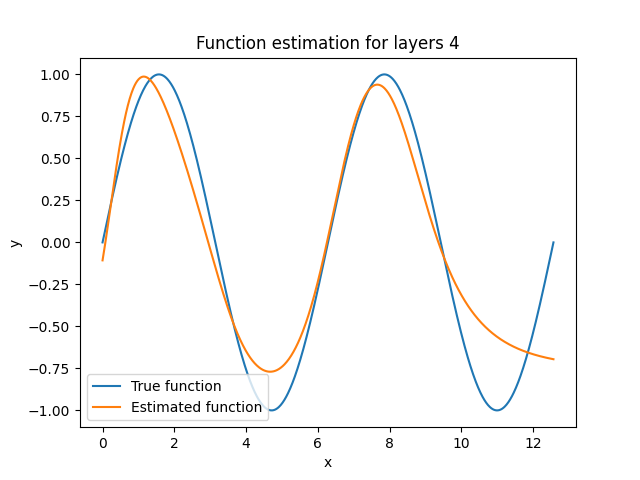 Function estimation for layers 4
1.00
0.75
0.50
0.25
0.00
−0.25
−0.50
−0.75
−1.00
y
True function
Estimated function
0 2 4 6 8 10 12
x